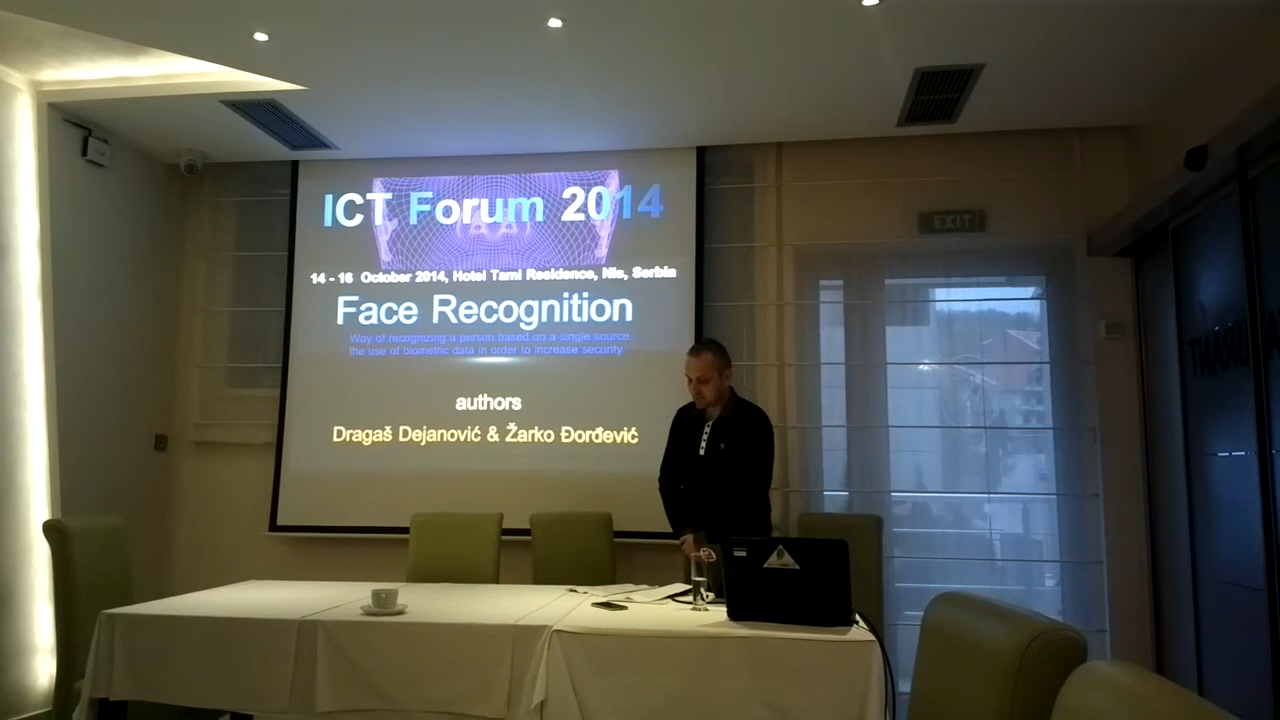 ICT Forum 2014
14 - 16 October 2014, Hotel Tami Residence, Nis, Serbia
Face Recognition
Way of recognizing a person based on a single source
the use of biometric data in order to increase security
authors
Dragaš Dejanović & Žarko Đorđević
EXIT